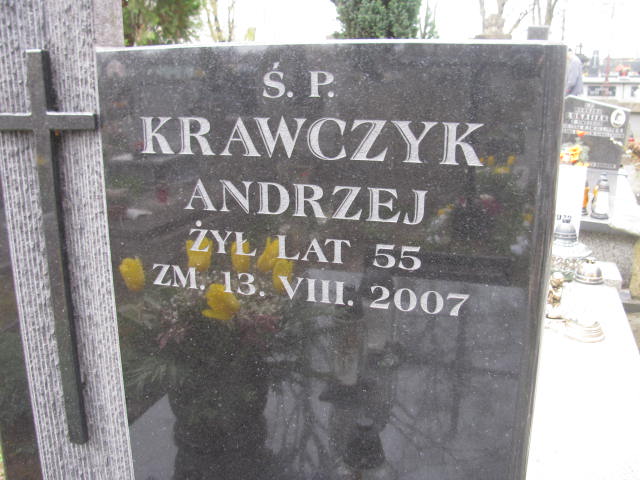 Ś. P.
KRAWCZYK
ANDRZEJ
ŻYŁ LAT 55
ZM. 13. VIII. 2007